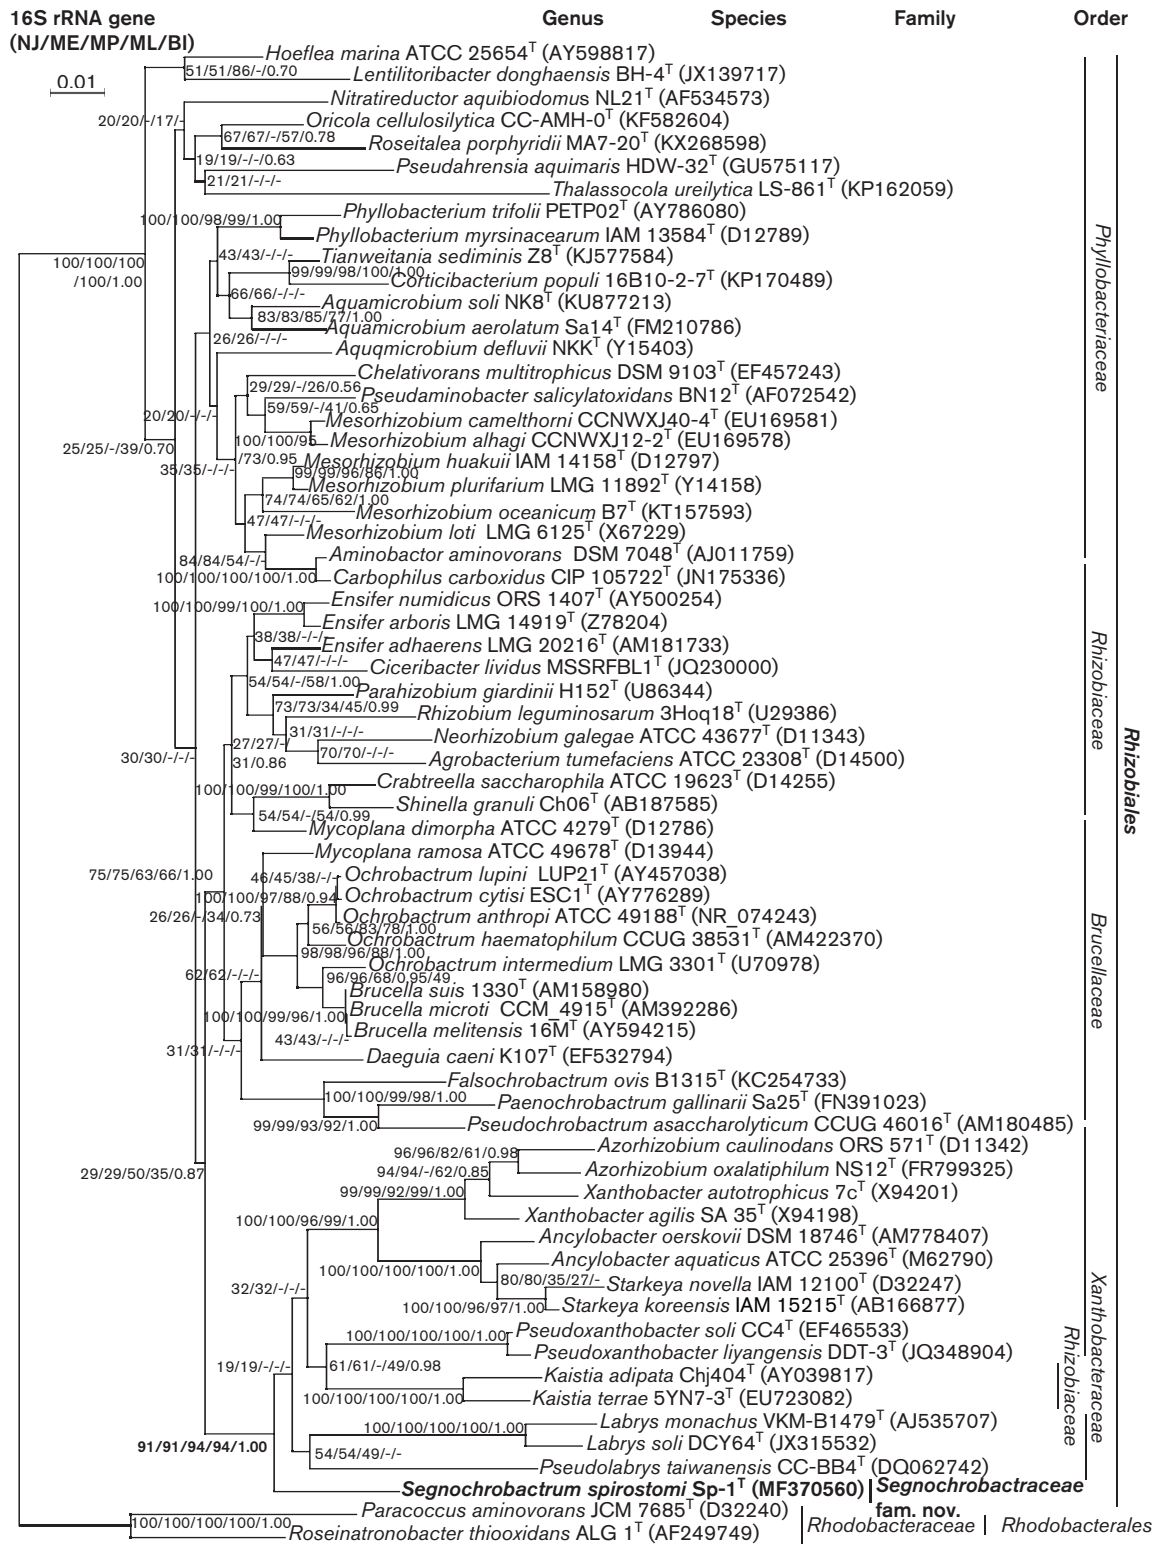 16S rRNA gene Genus Species Family Order
(NJ/ME/MP/ML/BI)
0.01
Hoeflea marina ATCC 25654T (AY598817)
51/51/86/-/0.70
Lentilitoribacter donghaensis BH-4T (JX139717)
Nitratireductor aquibiodomus NL21T (AF534573)
20/20/-/17/-
Oricola cellulosilytica CC-AMH-0T (KF582604)
67/67/-/57/0.78
Roseitalea porphyridii MA7-20T (KX268598)
19/19/-/-/0.63
Pseudahrensia aquimaris HDW-32T (GU575117)
21/21/-/-/-
Thalassocola ureilytica LS-861T (KP162059)
Phyllobacterium trifolii PETP02T (AY786080)
100/100/98/99/1.00
Phyllobacterium myrsinacearum IAM 13584T (D12789)
43/43/-/-/-
Tianweitania sediminis Z8T (KJ577584)
100/100/100
/100/1.00
99/99/98/100/1.00
Corticibacterium populi 16B10-2-7T (KP170489)
66/66/-/-/-
Aquamicrobium soli NK8T (KU877213)
83/83/85/77/1.00
Aquamicrobium aerolatum Sa14T (FM210786)
26/26/-/-/-
Aquqmicrobium defluvii NKKT (Y15403)
Chelativorans multitrophicus DSM 9103T (EF457243)
29/29/-/26/0.56
Pseudaminobacter salicylatoxidans BN12T (AF072542)
59/59/-/41/0.65
20/20/-/-/-
Mesorhizobium camelthorni CCNWXJ40-4T (EU169581)
100/100/95
/73/0.95
Mesorhizobium alhagi CCNWXJ12-2T (EU169578)
25/25/-/39/0.70
Mesorhizobium huakuii IAM 14158T (D12797)
35/35/-/-/-
99/99/96/86/1.00
Mesorhizobium plurifarium LMG 11892T (Y14158)
74/74/65/62/1.00
Mesorhizobium oceanicum B7T (KT157593)
47/47/-/-/-
Mesorhizobium loti LMG 6125T (X67229)
84/84/54/-/-
Aminobactor aminovorans DSM 7048T (AJ011759)
100/100/100/100/1.00
Carbophilus carboxidus CIP 105722T (JN175336)
Phyllobacteriaceae
Ensifer numidicus ORS 1407T (AY500254)
100/100/99/100/1.00
Ensifer arboris LMG 14919T (Z78204)
38/38/-/-/-
Ensifer adhaerens LMG 20216T (AM181733)
47/47/-/-/-
Ciceribacter lividus MSSRFBL1T (JQ230000)
54/54/-/58/1.00
Parahizobium giardinii H152T (U86344)
73/73/34/45/0.99
Rhizobium leguminosarum 3Hoq18T (U29386)
31/31/-/-/-
Neorhizobium galegae ATCC 43677T (D11343)
27/27/-/
31/0.86
70/70/-/-/-
Agrobacterium tumefaciens ATCC 23308T (D14500)
30/30/-/-/-
Crabtreella saccharophila ATCC 19623T (D14255)
100/100/99/100/1.00
Shinella granuli Ch06T (AB187585)
54/54/-/54/0.99
Rhizobiaceae
Rhizobiales
Mycoplana dimorpha ATCC 4279T (D12786)
Mycoplana ramosa ATCC 49678T (D13944)
75/75/63/66/1.00
46/45/38/-/-
Ochrobactrum lupini LUP21T (AY457038)
100/100/97/88/0.94
Ochrobactrum cytisi ESC1T (AY776289)
26/26/-/34/0.73
Ochrobactrum anthropi ATCC 49188T (NR_074243)
56/56/83/78/1.00
Ochrobactrum haematophilum CCUG 38531T (AM422370)
98/98/96/88/1.00
Ochrobactrum intermedium LMG 3301T (U70978)
62/62/-/-/-
96/96/68/0.95/49
Brucella suis 1330T (AM158980)
Brucella microti CCM_4915T (AM392286)
100/100/99/96/1.00
Brucella melitensis 16MT (AY594215)
43/43/-/-/-
31/31/-/-/-
Daeguia caeni K107T (EF532794)
Falsochrobactrum ovis B1315T (KC254733)
100/100/99/98/1.00
Paenochrobactrum gallinarii Sa25T (FN391023)
99/99/93/92/1.00
Pseudochrobactrum asaccharolyticum CCUG 46016T (AM180485)
Brucellaceae
Azorhizobium caulinodans ORS 571T (D11342)
96/96/82/61/0.98
29/29/50/35/0.87
94/94/-/62/0.85
Azorhizobium oxalatiphilum NS12T (FR799325)
99/99/92/99/1.00
Xanthobacter autotrophicus 7cT (X94201)
100/100/96/99/1.00
Xanthobacter agilis SA 35T (X94198)
Ancylobacter oerskovii DSM 18746T (AM778407)
Ancylobacter aquaticus ATCC 25396T (M62790)
100/100/100/100/1.00
80/80/35/27/-
Starkeya novella IAM 12100T (D32247)
32/32/-/-/-
100/100/96/97/1.00
Starkeya koreensis IAM 15215T (AB166877)
Pseudoxanthobacter soli CC4T (EF465533)
100/100/100/100/1.00
Pseudoxanthobacter liyangensis DDT-3T (JQ348904)
19/19/-/-/-
61/61/-/49/0.98
Kaistia adipata Chj404T (AY039817)
100/100/100/100/1.00
Kaistia terrae 5YN7-3T (EU723082)
Rhizobiaceae
Xanthobacteraceae
Labrys monachus VKM-B1479T (AJ535707)
100/100/100/100/1.00
Labrys soli DCY64T (JX315532)
91/91/94/94/1.00
54/54/49/-/-
Pseudolabrys taiwanensis CC-BB4T (DQ062742)
Segnochrobactrum spirostomi Sp-1T (MF370560) Segnochrobactraceae
fam. nov.
Paracoccus aminovorans JCM 7685T (D32240)
100/100/100/100/1.00
Rhodobacteraceae Rhodobacterales
Roseinatronobacter thiooxidans ALG 1T (AF249749)